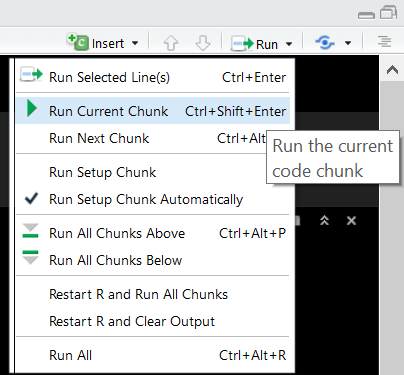 Insert Run
Run Selected Line(s) Ctrl+Enter
Run Current Chunk Ctrl+Shift+Enter
Run Next Chunk Ctrl+Alt
Run the current
code chunk
Run Setup Chunk
Run Setup Chunk Automatically
Run All Chunks Above Ctrl+Alt+P
Run All Chunks Below
Restart R and Run All Chunks
Restart R and Clear Output
Run All Ctrl+Alt+R